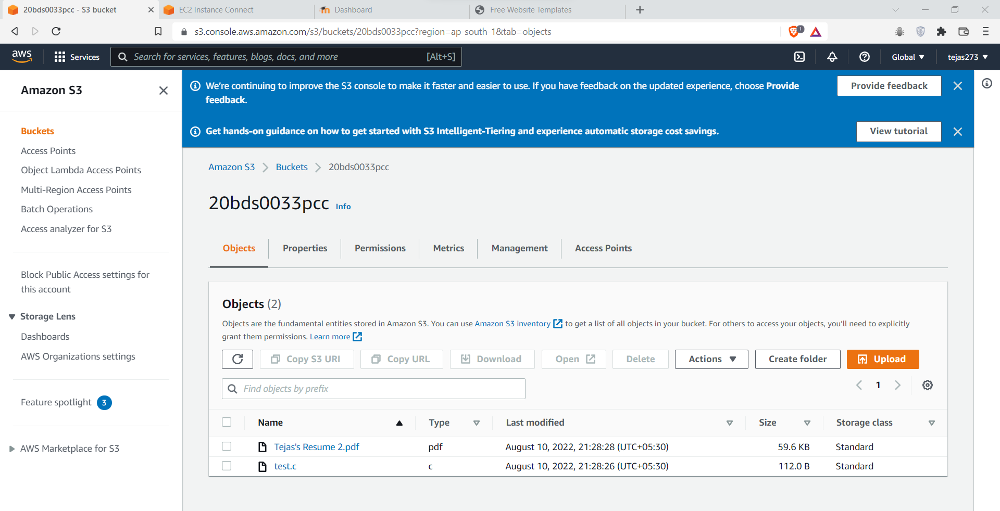 20bds0033pcc - S3 bucket
EC2 Instance Connect
Dashboard
Free Website Templates
s3.console.aws.amazon.com/s3/buckets/20bds0033pcc?region=ap-south-1&tab=objects
1
aws
Services
Search for services, features, blogs, docs, and more
[Alt+S]
Global
tejas273
Amazon S3
Buckets
Access Points
Object Lambda Access Points
Multi-Region Access Points
Batch Operations
Access analyzer for S3
Block Public Access settings for
this account
Storage Lens
Dashboards
AWS Organizations settings
Feature spotlight 3
AWS Marketplace for S3
We're continuing to improve the S3 console to make it faster and easier to use. If you have feedback on the updated experience, choose Provide
feedback.
Provide feedback
Get hands-on guidance on how to get started with S3 Intelligent-Tiering and experience automatic storage cost savings.
View tutorial
Amazon S3 > Buckets > 20bds0033pcc
20bds0033pcc Info
Objects Properties Permissions Metrics Management Access Points
Objects (2)
Objects are the fundamental entities stored in Amazon S3. You can use Amazon S3 inventory to get a list of all objects in your bucket. For others to access your objects, you'll need to explicitly
grant them permissions. Learn more
Copy S3 URI Copy URL Download Open Delete Actions Create folder Upload
Find objects by prefix
1
Name Type Last modified Size Storage class
Tejas's Resume 2.pdf pdf August 10, 2022, 21:28:28 (UTC+05:30) 59.6 KB Standard
test.c c August 10, 2022, 21:28:26 (UTC+05:30) 112.0 B Standard